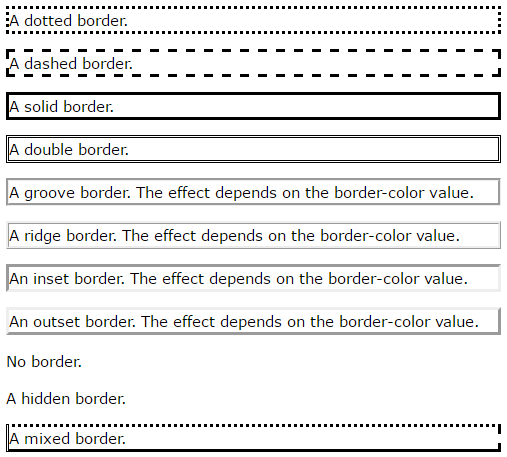 A dotted border.
A dashed border.
A solid border.
A double border.
A groove border. The effect depends on the border-color value.
A ridge border. The effect depends on the border-color value.
An inset border. The effect depends on the border-color value.
An outset border. The effect depends on the border-color value.
No border.
A hidden border.
A mixed border.